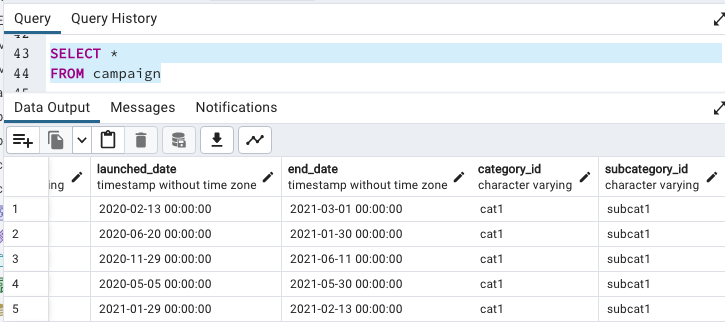 Query Query History
43 SELECT *
44 FROM campaign
Data Output Messages Notifications
launched_date end_date category_id subcategory_id
ing timestamp without time zone timestamp without time zone character varying character varying
1 2020-02-13 00:00:00 2021-03-01 00:00:00 cat1 subcat1
2 2020-06-20 00:00:00 2021-01-30 00:00:00 cat1 subcat1
3 2020-11-29 00:00:00 2021-06-11 00:00:00 cat1 subcat1
4 2020-05-05 00:00:00 2021-05-30 00:00:00 cat1 subcat1
5 2021-01-29 00:00:00 2021-02-13 00:00:00 cat1 subcat1